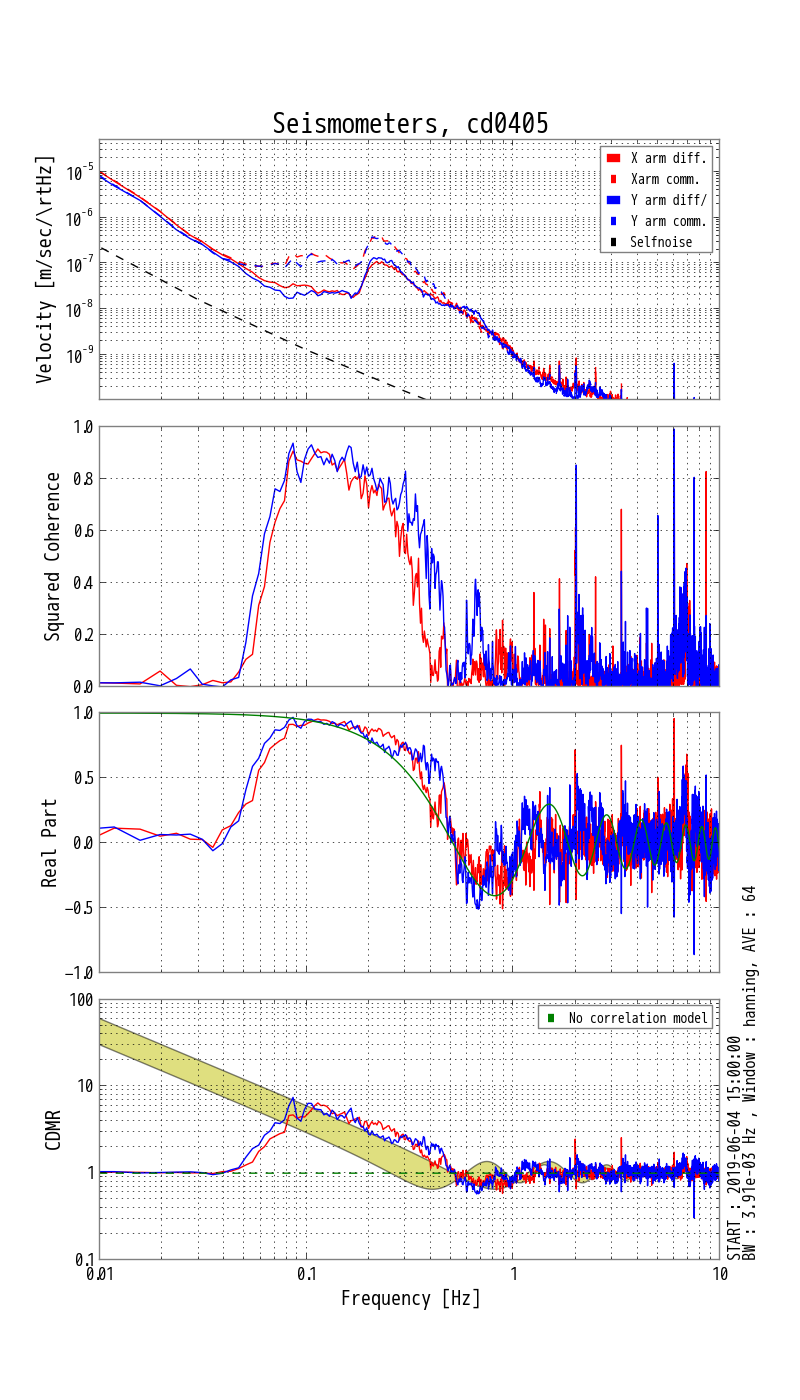 Seismometers, cd0405
Velocity [m/sec/\rtHz]
10^-5
10^-6
10^-7
10^-8
10^-9
X arm diff.
Xarm comm.
Y arm diff/
Y arm comm.
Selfnoise
Squared Coherence
1.0
0.8
0.6
0.4
0.2
0.0
Real Part
1.0
0.5
0.0
−0.5
−1.0
CDMR
100
10
1
0.1
No correlation model
0.01
0.1
1
10
Frequency [Hz]
START : 2019-06-04 15:00:00
BW : 3.91e-03 Hz , Window : hanning, AVE : 64